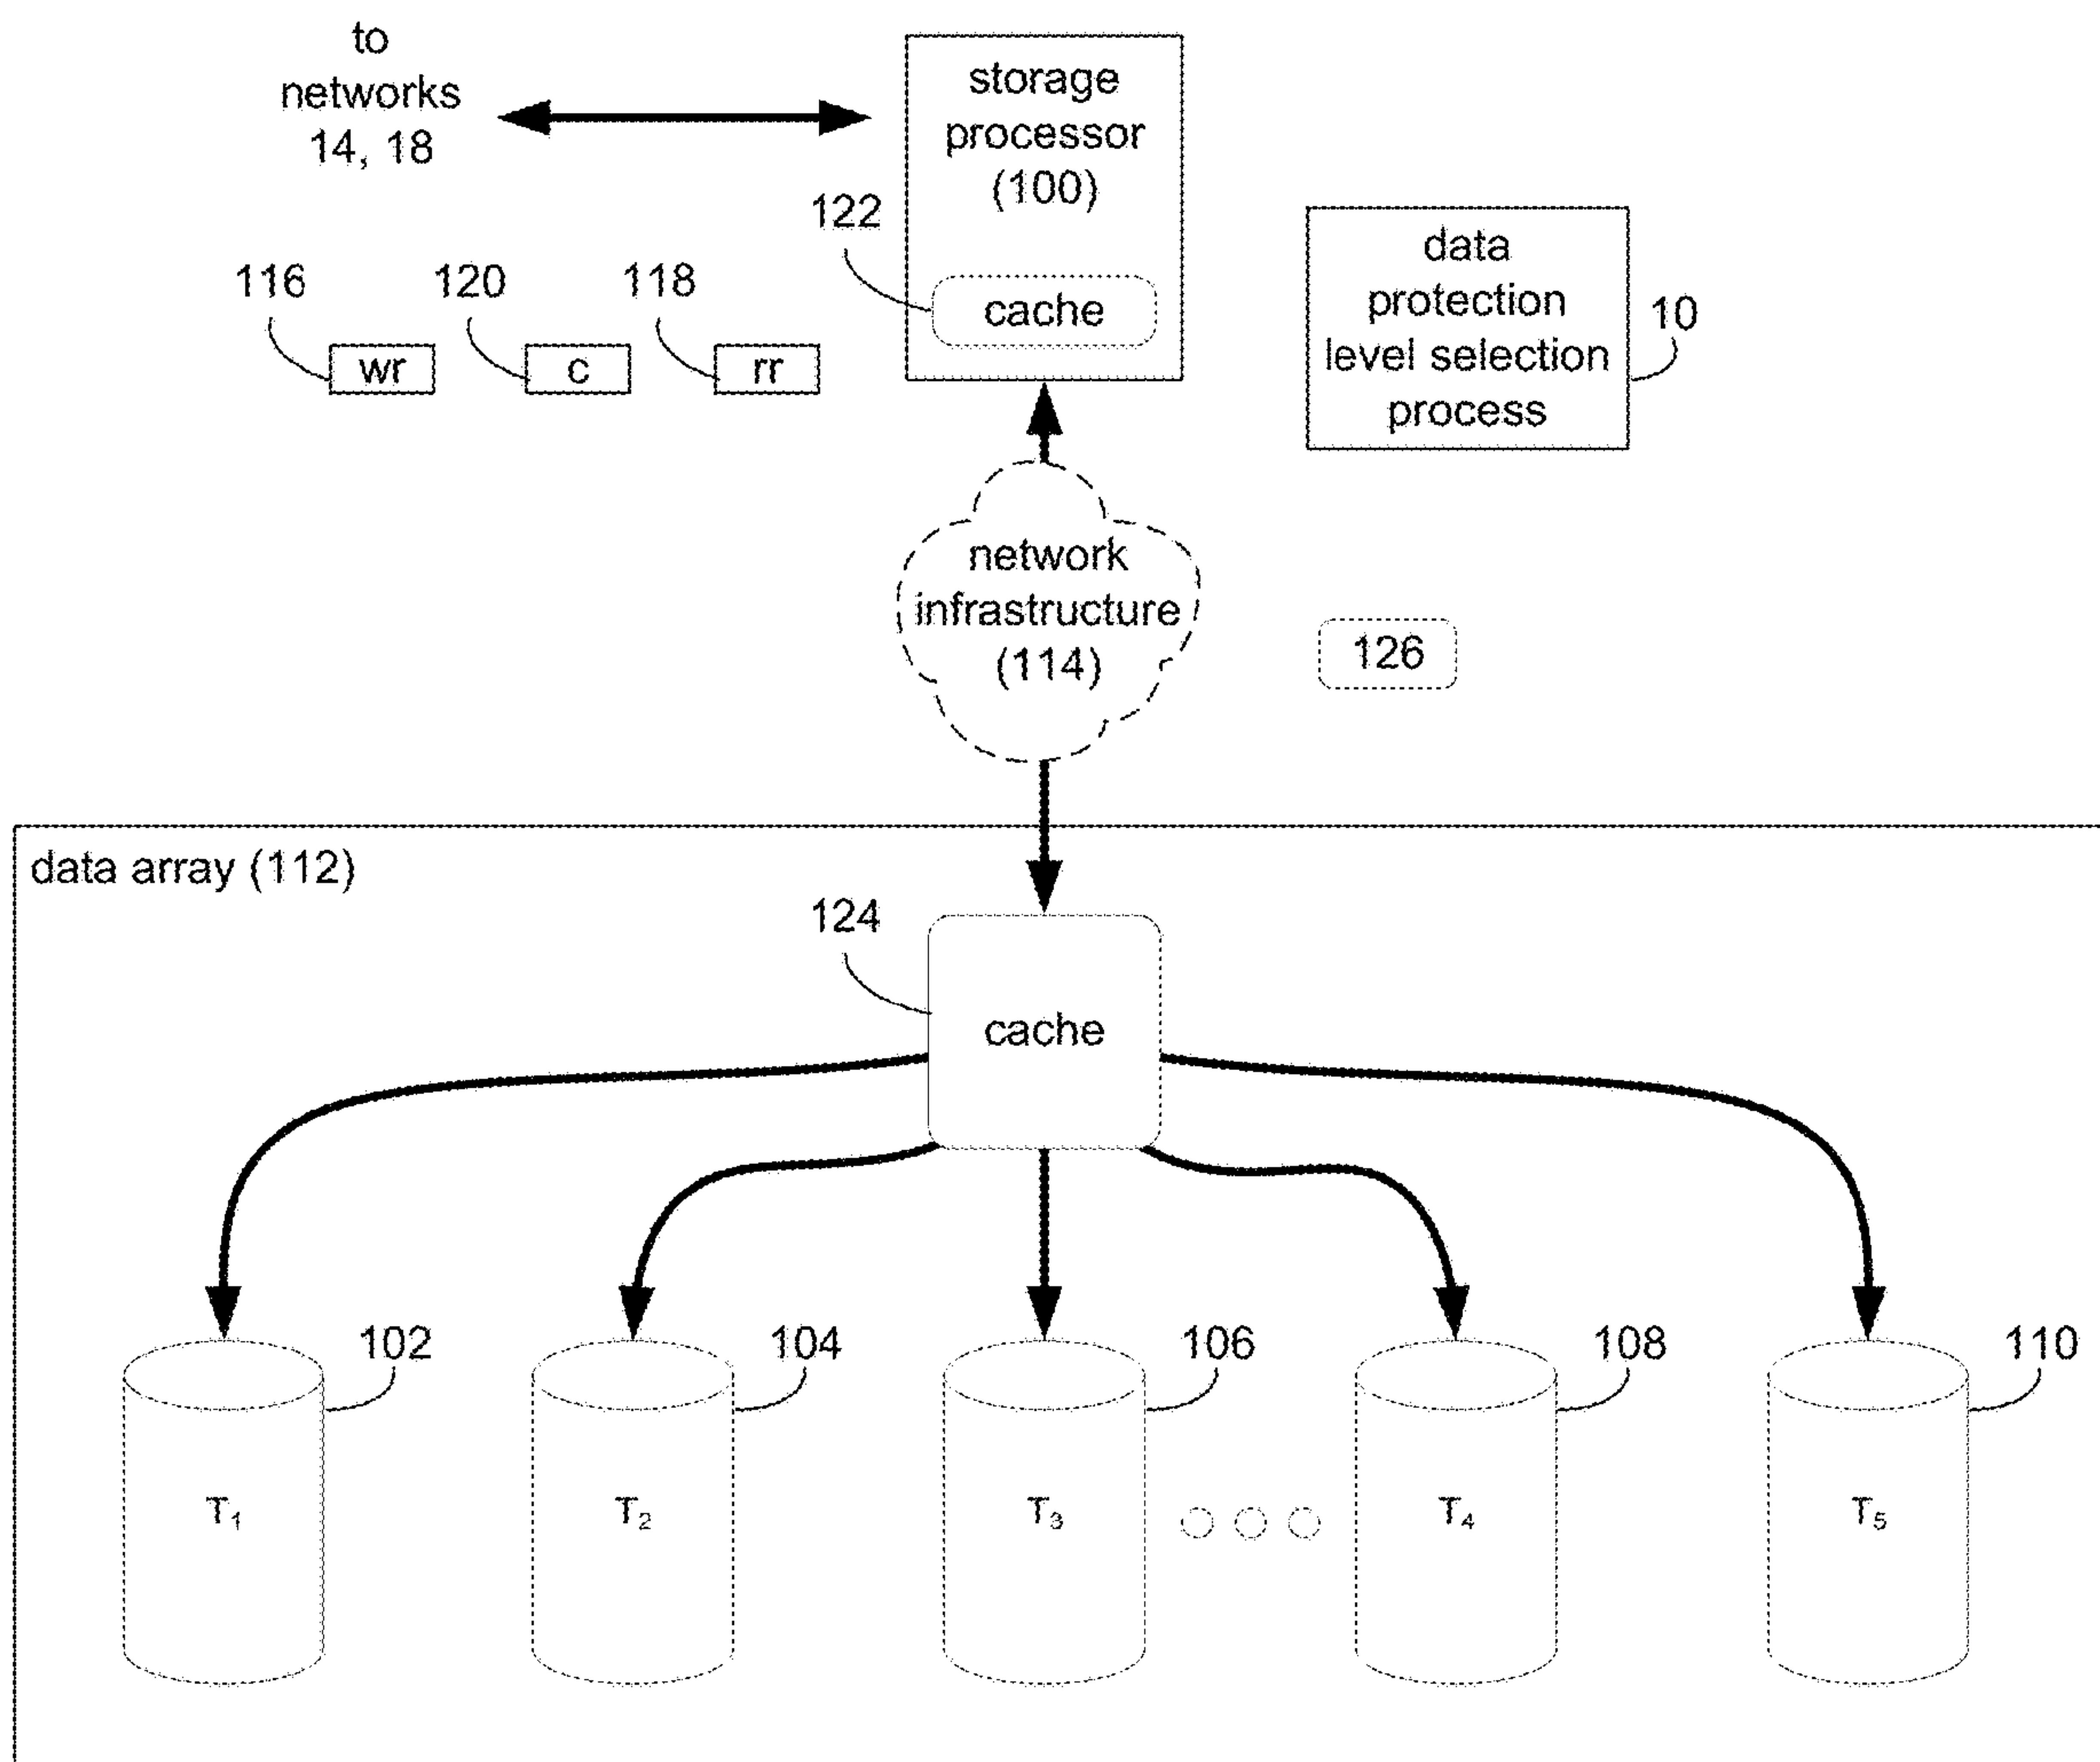 to
networks
14, 18
storage
processor
(100)
122
cache
116
120
118
wr
c
rr
data
protection
level selection
process
10
network
infrastructure
(114)
126
data array (112)
124
cache
102
104
106
108
110
T₁
T₂
T₃
T₄
T₅